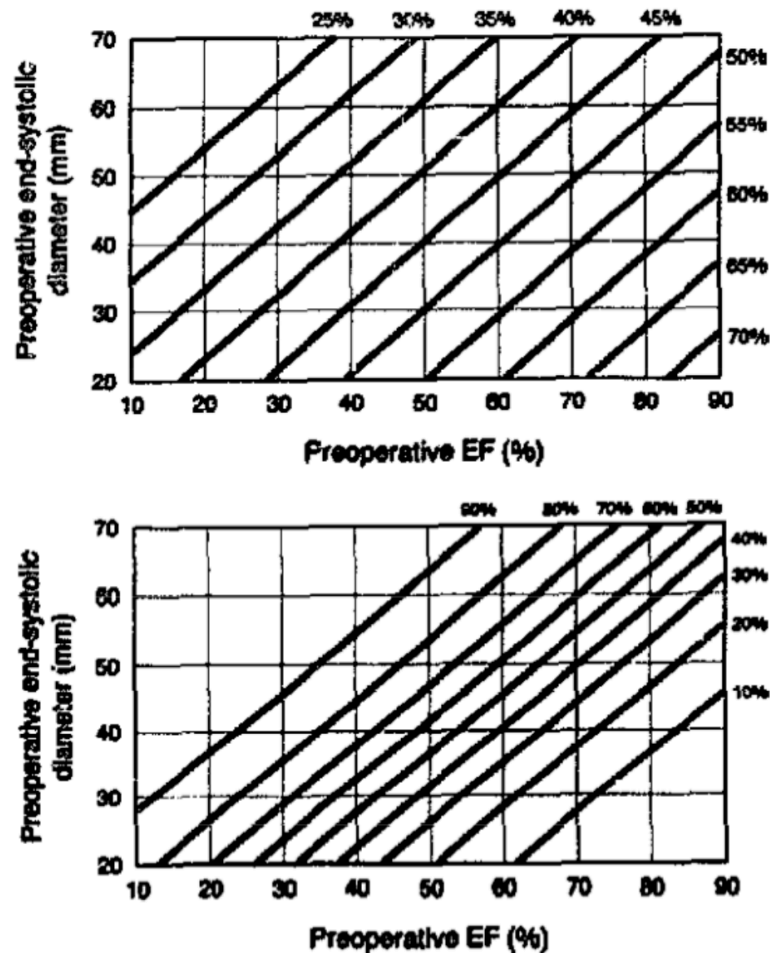 25% 30% 35% 40% 45%
70
50%
60
55%
50
60%
40
65%
30
70%
20
10 20 30 40 50 60 70 80 90
Preoperative end-systolic
diameter (mm)
Preoperative EF (%)
90% 80% 70% 60% 50%
70
40%
30%
60
20%
50
10%
40
30
20
10 20 30 40 50 60 70 80 90
Preoperative end-systolic
diameter (mm)
Preoperative EF (%)